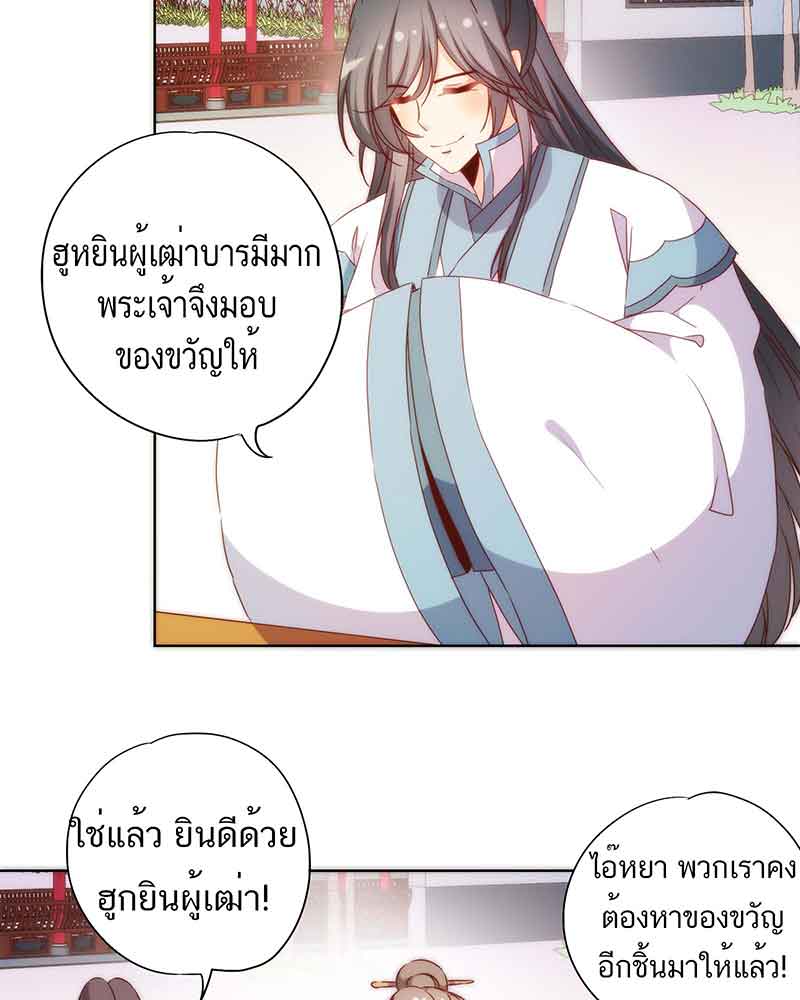 ฮูหยินผู้เฒ่าบารมีมาก
พระเจ้าจึงมอบ
ของขวัญให้
ใช่แล้ว ยินดีด้วย
ฮูกยินผู้เฒ่า!
ไอ๊หยา พวกเราคง
ต้องหาของขวัญ
อีกชิ้นมาให้แล้ว!